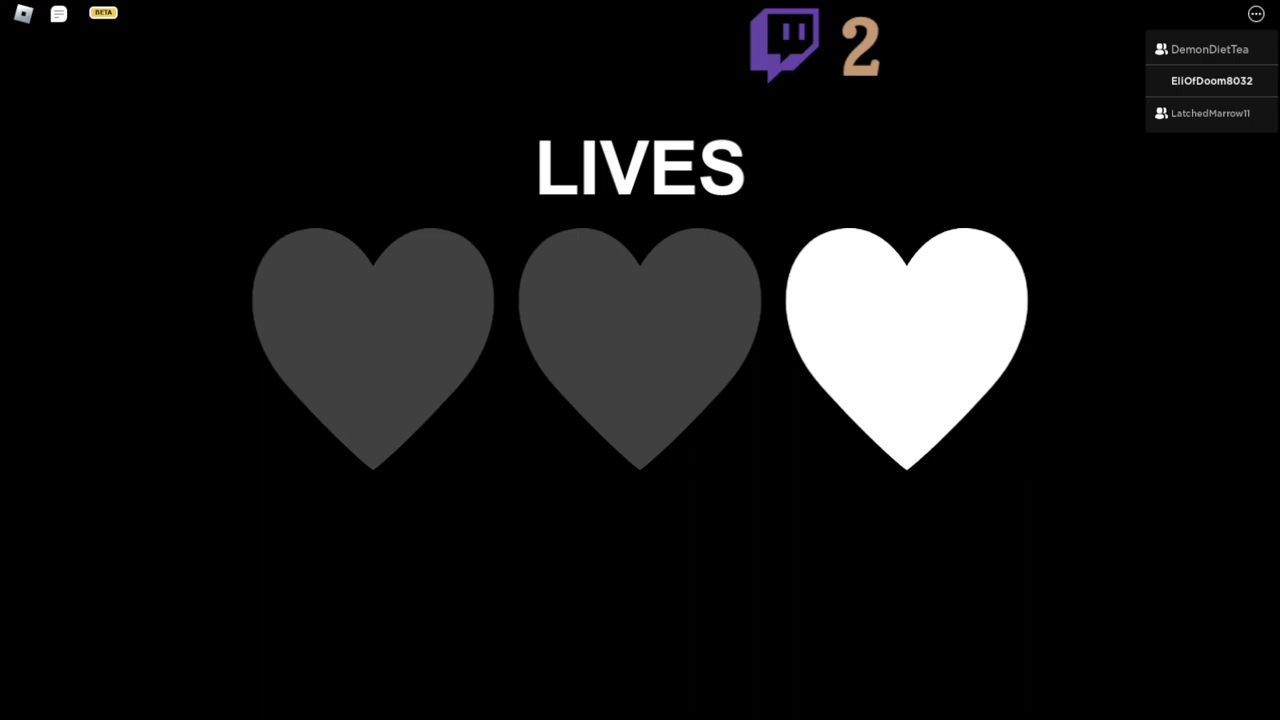 BETA
2
DemonDietTea
EliOfDoom8032
LatchedMarrow11
LIVES